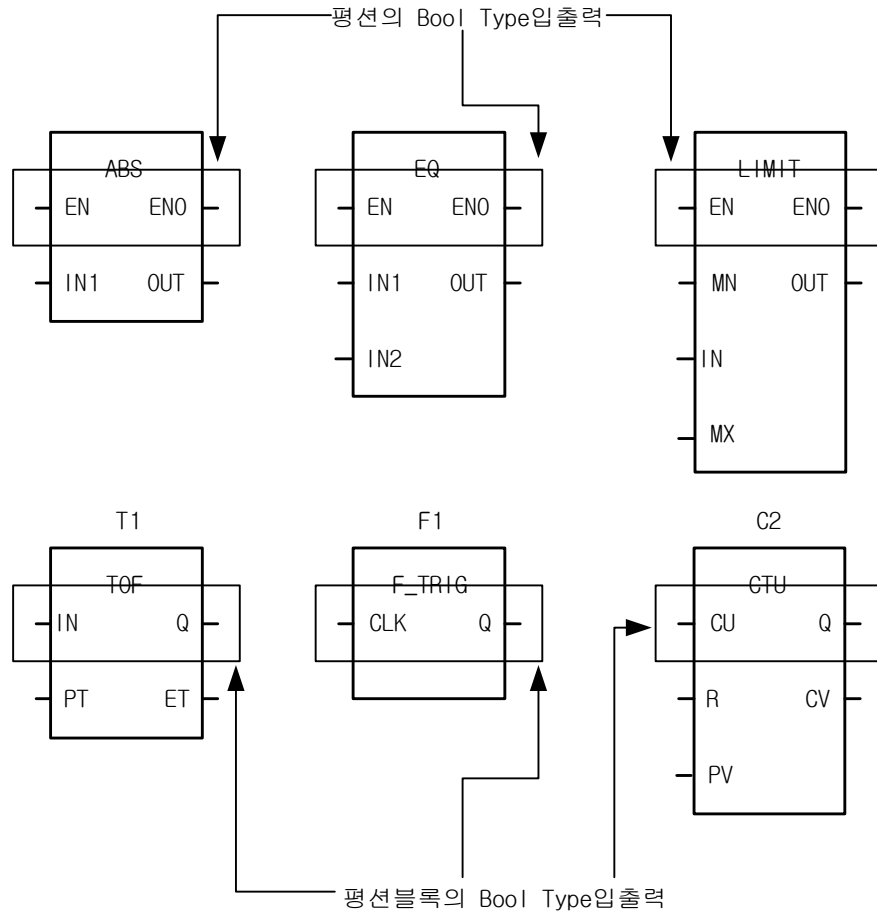 평션의 Bool Type입출력
ABS EQ LIMIT
EN ENO EN ENO EN ENO
IN1 OUT IN1 OUT MN OUT
IN2 IN
MX
T1 F1 C2
TOF F_TRIG CTU
IN Q CLK Q CU Q
PT ET R CV
PV
평션블록의 Bool Type입출력